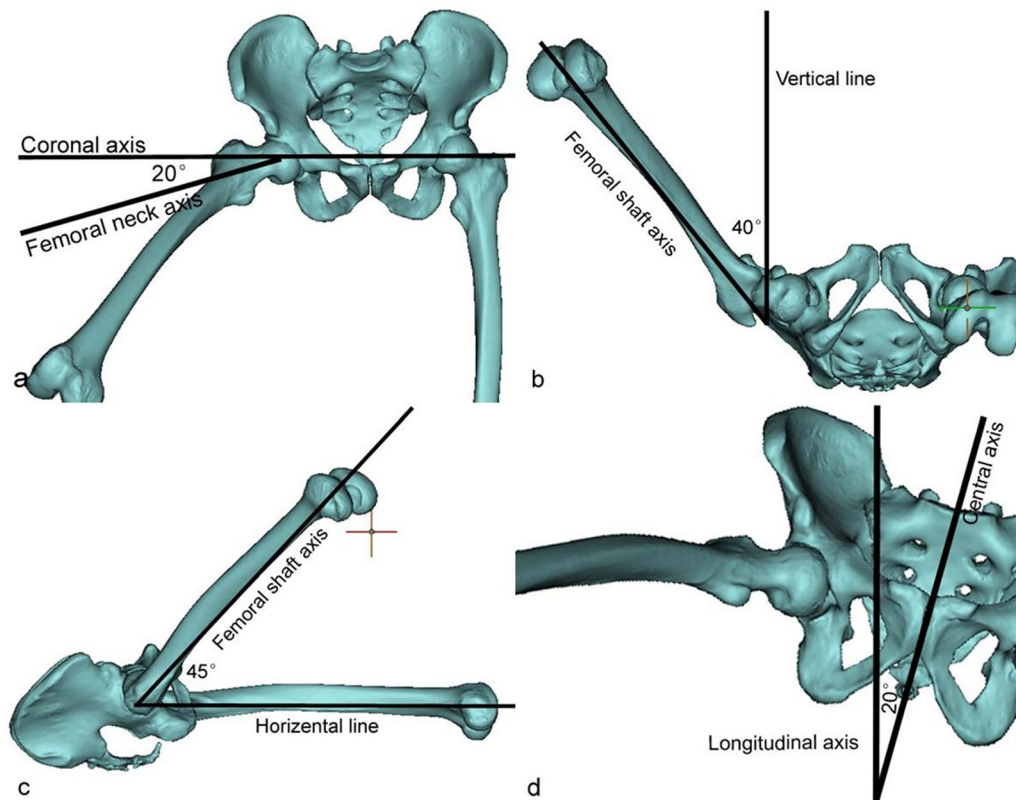 Coronal axis
20°
Femoral neck axis
a
Vertical line
Femoral shaft axis
40°
b
Femoral shaft axis
45°
Horizental line
c
Central axis
20°
Longitudinal axis
d